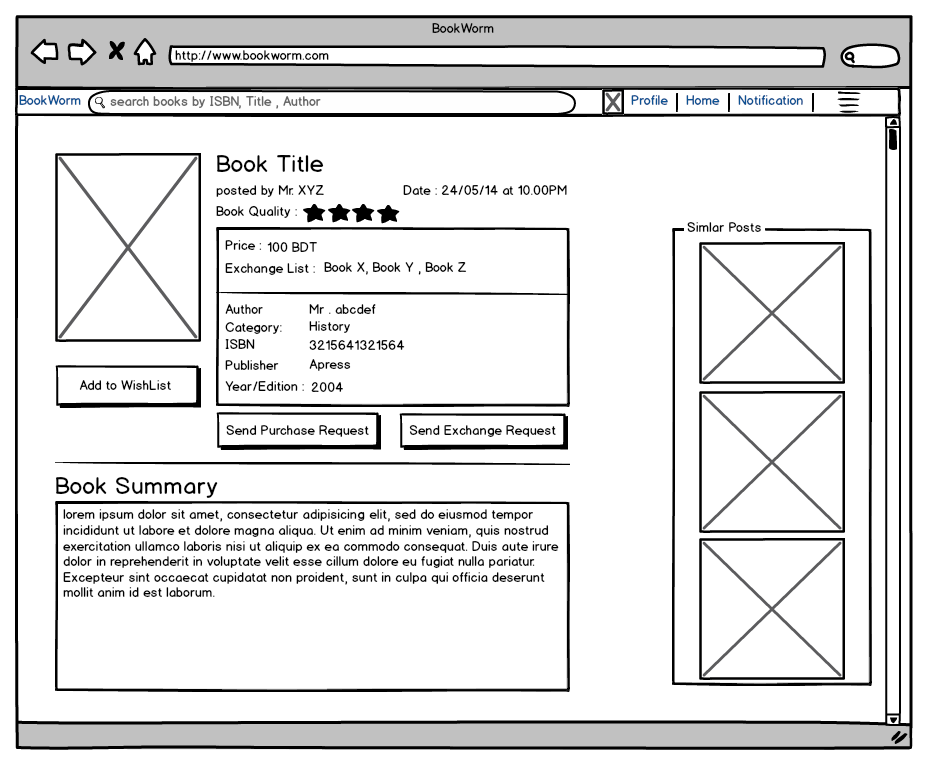 BookWorm
http://www.bookworm.com
BookWorm
search books by ISBN, Title , Author
Profile
Home
Notification
Book Title
posted by Mr. XYZ
Date : 24/05/14 at 10.00PM
Book Quality :
Price : 100 BDT
Exchange List : Book X, Book Y , Book Z
Author Mr . abcdef
Category: History
ISBN 3215641321564
Publisher Apress
Year/Edition : 2004
Add to WishList
Send Purchase Request
Send Exchange Request
Book Summary
lorem ipsum dolor sit amet, consectetur adipisicing elit, sed do eiusmod tempor
incididunt ut labore et dolore magna aliqua. Ut enim ad minim veniam, quis nostrud
exercitation ullamco laboris nisi ut aliquip ex ea commodo consequat. Duis aute irure
dolor in reprehenderit in voluptate velit esse cillum dolore eu fugiat nulla pariatur.
Excepteur sint occaecat cupidatat non proident, sunt in culpa qui officia deserunt
mollit anim id est laborum.
Simlar Posts